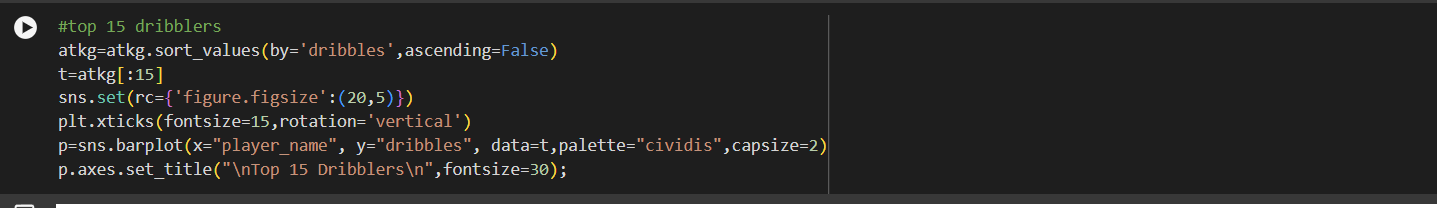 #top 15 dribblers
atkg=atkg.sort_values(by='dribbles',ascending=False)
t=atkg[:15]
sns.set(rc={'figure.figsize':(20,5)})
plt.xticks(fontsize=15,rotation='vertical')
p=sns.barplot(x="player_name", y="dribbles", data=t,palette="cividis",capsize=2)
p.axes.set_title("\nTop 15 Dribblers\n",fontsize=30);